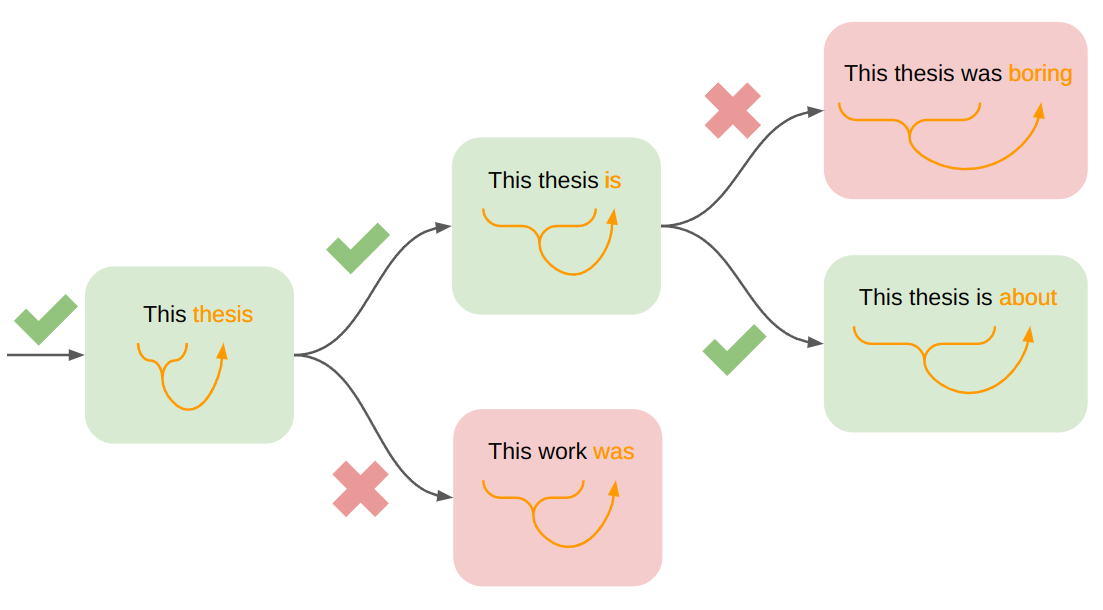 This thesis
This thesis is
This work was
This thesis was boring
This thesis is about